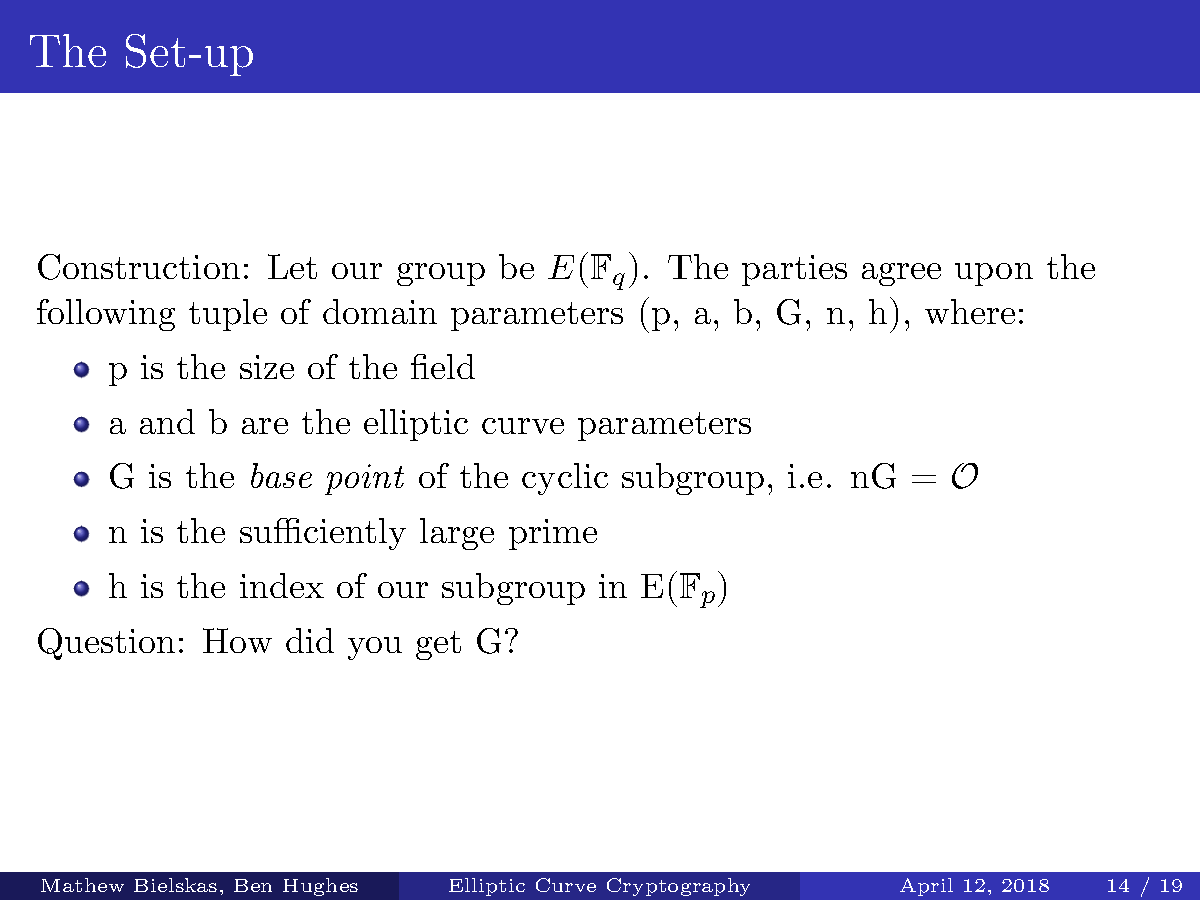 The Set-up
Construction: Let our group be E(𝔽_q). The parties agree upon the
following tuple of domain parameters (p, a, b, G, n, h), where:
p is the size of the field
a and b are the elliptic curve parameters
G is the base point of the cyclic subgroup, i.e. nG = 𝒪
n is the sufficiently large prime
h is the index of our subgroup in E(𝔽_p)
Question: How did you get G?
Mathew Bielskas, Ben Hughes Elliptic Curve Cryptography April 12, 2018 14 / 19